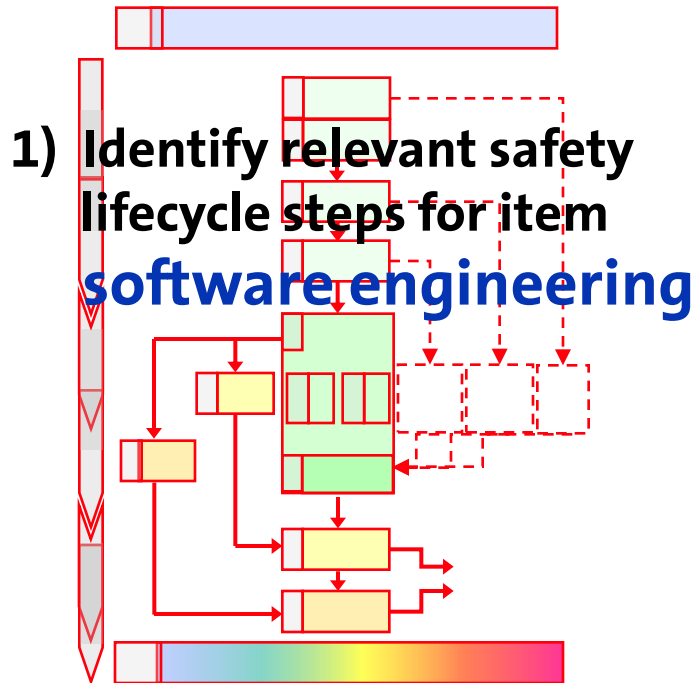 1) Identify relevant safety
lifecycle steps for item
software engineering